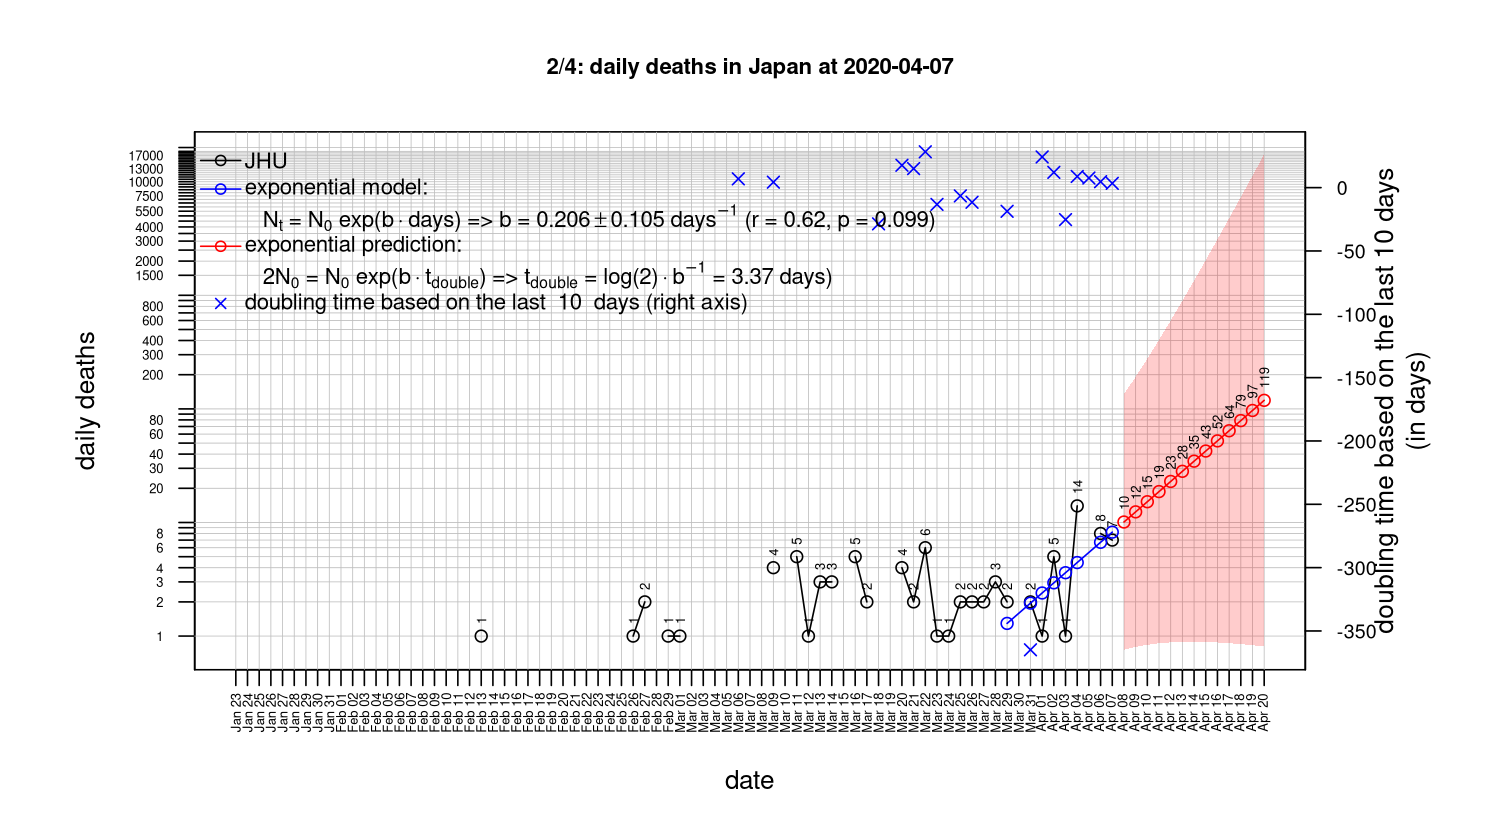 2/4: daily deaths in Japan at 2020-04-07
JHU
exponential model:
Nt = N0 exp(b · days) => b = 0.206 ± 0.105 days−1 (r = 0.62, p = 0.099)
exponential prediction:
2N0 = N0 exp(b · tdouble) => tdouble = log(2) · b−1 = 3.37 days)
doubling time based on the last 10 days (right axis)
daily deaths
17000
13000
10000
7500
5500
4000
3000
2000
1500
800
600
400
300
200
80
60
40
30
20
8
6
4
3
2
1
1
1
2
1
1
4
5
1
3
3
5
2
4
2
6
1
1
2
2
2
3
2
2
1
5
1
14
8
7
10
12
15
19
23
28
35
43
52
64
79
97
119
0
-50
-100
-150
-200
-250
-300
-350
doubling time based on the last 10 days
(in days)
Jan 23
Jan 24
Jan 25
Jan 26
Jan 27
Jan 28
Jan 29
Jan 30
Jan 31
Feb 01
Feb 02
Feb 03
Feb 04
Feb 05
Feb 06
Feb 07
Feb 08
Feb 09
Feb 10
Feb 11
Feb 12
Feb 13
Feb 14
Feb 15
Feb 16
Feb 17
Feb 18
Feb 19
Feb 20
Feb 21
Feb 22
Feb 23
Feb 24
Feb 25
Feb 26
Feb 27
Feb 28
Feb 29
Mar 01
Mar 02
Mar 03
Mar 04
Mar 05
Mar 06
Mar 07
Mar 08
Mar 09
Mar 10
Mar 11
Mar 12
Mar 13
Mar 14
Mar 15
Mar 16
Mar 17
Mar 18
Mar 19
Mar 20
Mar 21
Mar 22
Mar 23
Mar 24
Mar 25
Mar 26
Mar 27
Mar 28
Mar 29
Mar 30
Mar 31
Apr 01
Apr 02
Apr 03
Apr 04
Apr 05
Apr 06
Apr 07
Apr 08
Apr 09
Apr 10
Apr 11
Apr 12
Apr 13
Apr 14
Apr 15
Apr 16
Apr 17
Apr 18
Apr 19
Apr 20
date